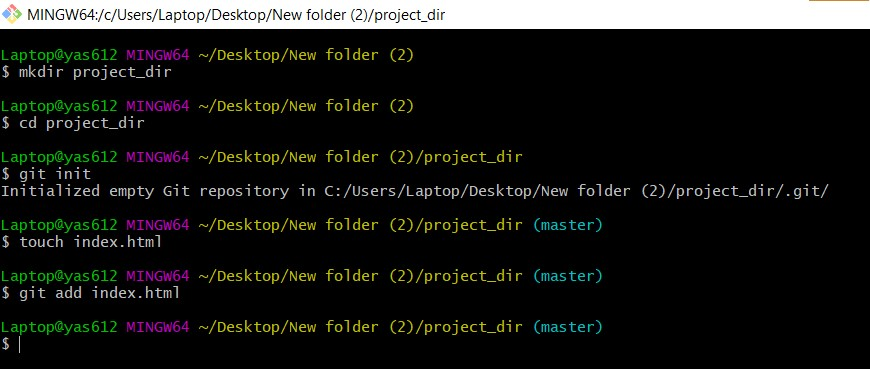 MINGW64:/c/Users/Laptop/Desktop/New folder (2)/project_dir
Laptop@yas612 MINGW64 ~/Desktop/New folder (2)
$ mkdir project_dir
Laptop@yas612 MINGW64 ~/Desktop/New folder (2)
$ cd project_dir
Laptop@yas612 MINGW64 ~/Desktop/New folder (2)/project_dir
$ git init
Initialized empty Git repository in C:/Users/Laptop/Desktop/New folder (2)/project_dir/.git/
Laptop@yas612 MINGW64 ~/Desktop/New folder (2)/project_dir (master)
$ touch index.html
Laptop@yas612 MINGW64 ~/Desktop/New folder (2)/project_dir (master)
$ git add index.html
Laptop@yas612 MINGW64 ~/Desktop/New folder (2)/project_dir (master)
$